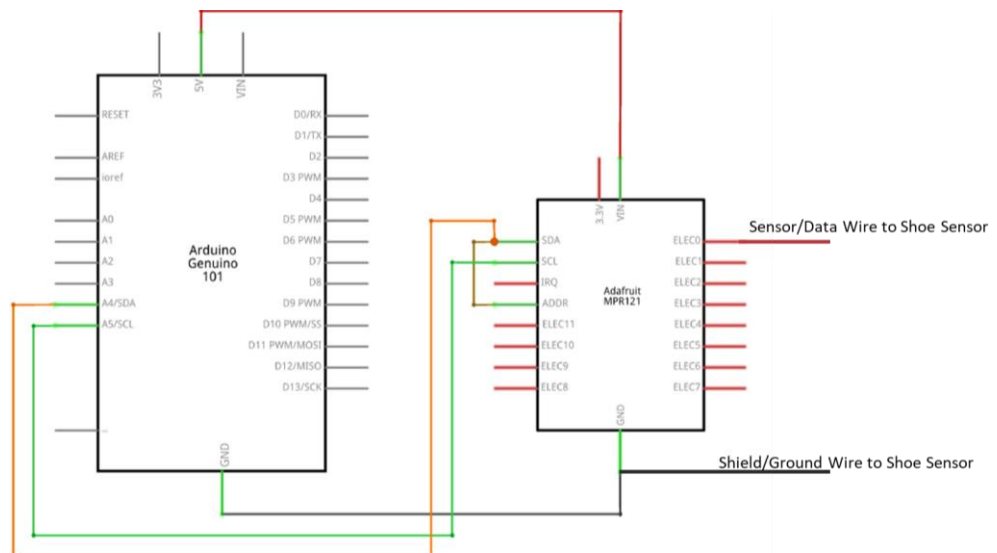 3V3
5V
VIN
RESET
AREF
ioref
A0
A1
A2
A3
A4/SDA
A5/SCL
Arduino
Genuino
101
D0/RX
D1/TX
D2
D3 PWM
D4
D5 PWM
D6 PWM
D7
D8
D9 PWM
D10 PWM/SS
D11 PWM/MOSI
D12/MISO
D13/SCK
GND
3.3V
VIN
SDA
SCL
IRQ
ADDR
ELEC11
ELEC10
ELEC9
ELEC8
Adafruit
MPR121
ELEC0
ELEC1
ELEC2
ELEC3
ELEC4
ELEC5
ELEC6
ELEC7
GND
Sensor/Data Wire to Shoe Sensor
Shield/Ground Wire to Shoe Sensor